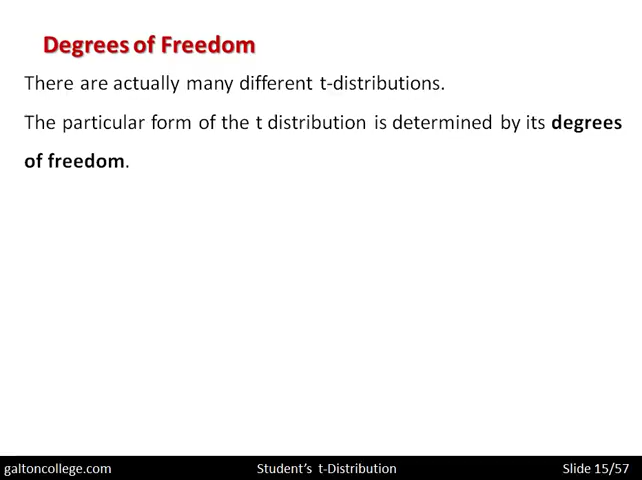 Degrees of Freedom
There are actually many different t-distributions.
The particular form of the t distribution is determined by its degrees
of freedom.
galtoncollege.com Student's t-Distribution Slide 15/57